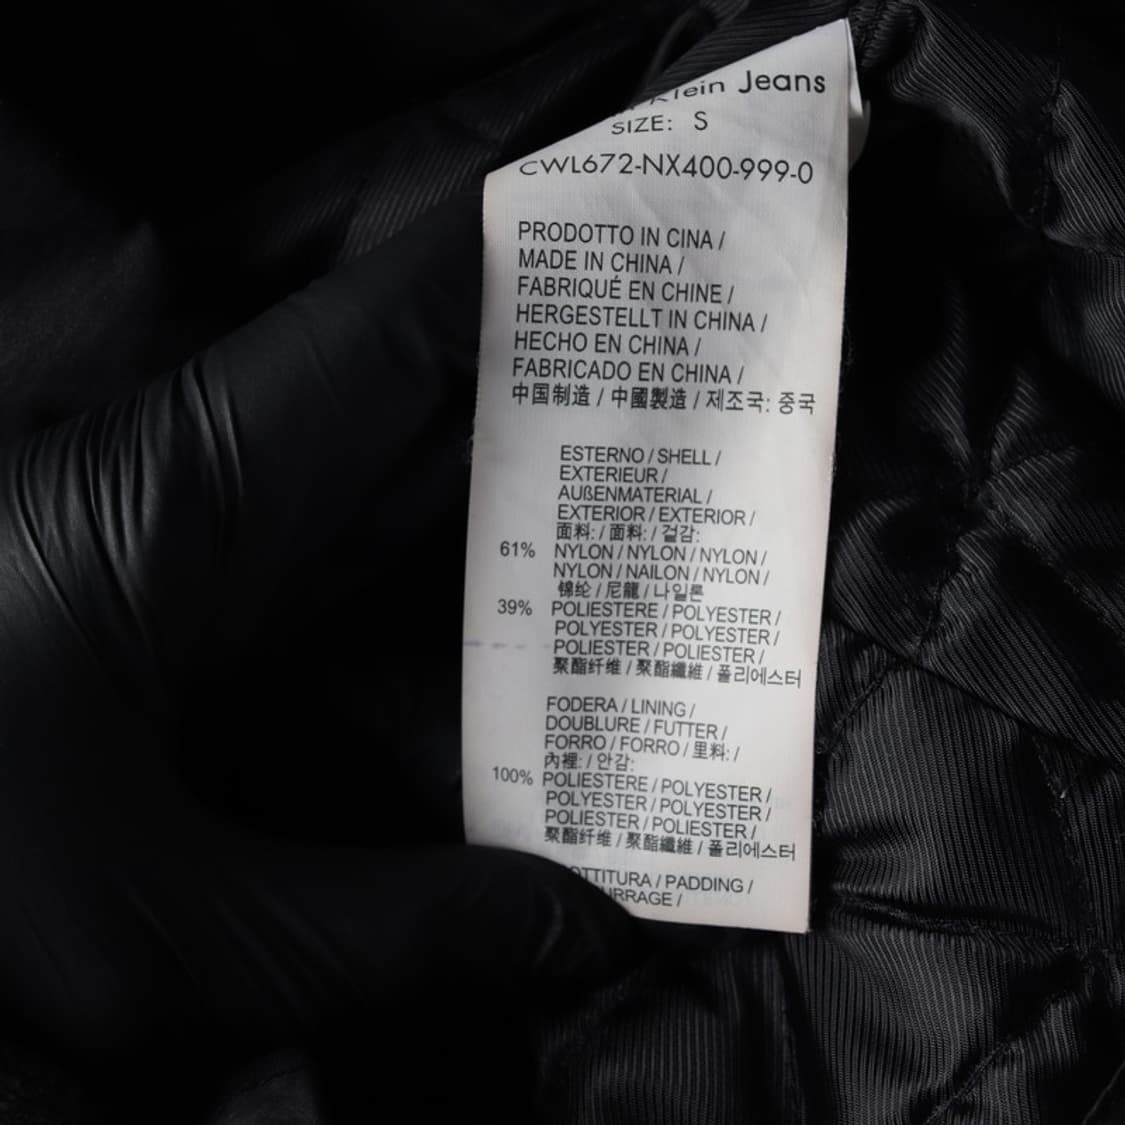 Klein Jeans
SIZE: S
CWL672-NX400-999-0
PRODOTTO IN CINA /
MADE IN CHINA /
FABRIQUÉ EN CHINE /
HERGESTELLT IN CHINA /
HECHO EN CHINA /
FABRICADO EN CHINA /
中国制造 / 中國製造 / 제조국: 중국
ESTERNO / SHELL /
EXTERIEUR /
AUßENMATERIAL /
EXTERIOR / EXTERIOR /
面料: / 面料: / 겉감:
61% NYLON / NYLON / NYLON /
NYLON / NAILON / NYLON /
锦纶 / 尼龍 / 나일론
39% POLIESTERE / POLYESTER /
POLYESTER / POLYESTER /
POLIESTER / POLIESTER /
聚酯纤维 / 聚酯纖維 / 폴리에스터
FODERA / LINING /
DOUBLURE / FUTTER /
FORRO / FORRO / 里料: /
內裡: / 안감:
100% POLIESTERE / POLYESTER /
POLYESTER / POLYESTER /
POLIESTER / POLIESTER /
聚酯纤维 / 聚酯纖維 / 폴리에스터
/ PADDING /